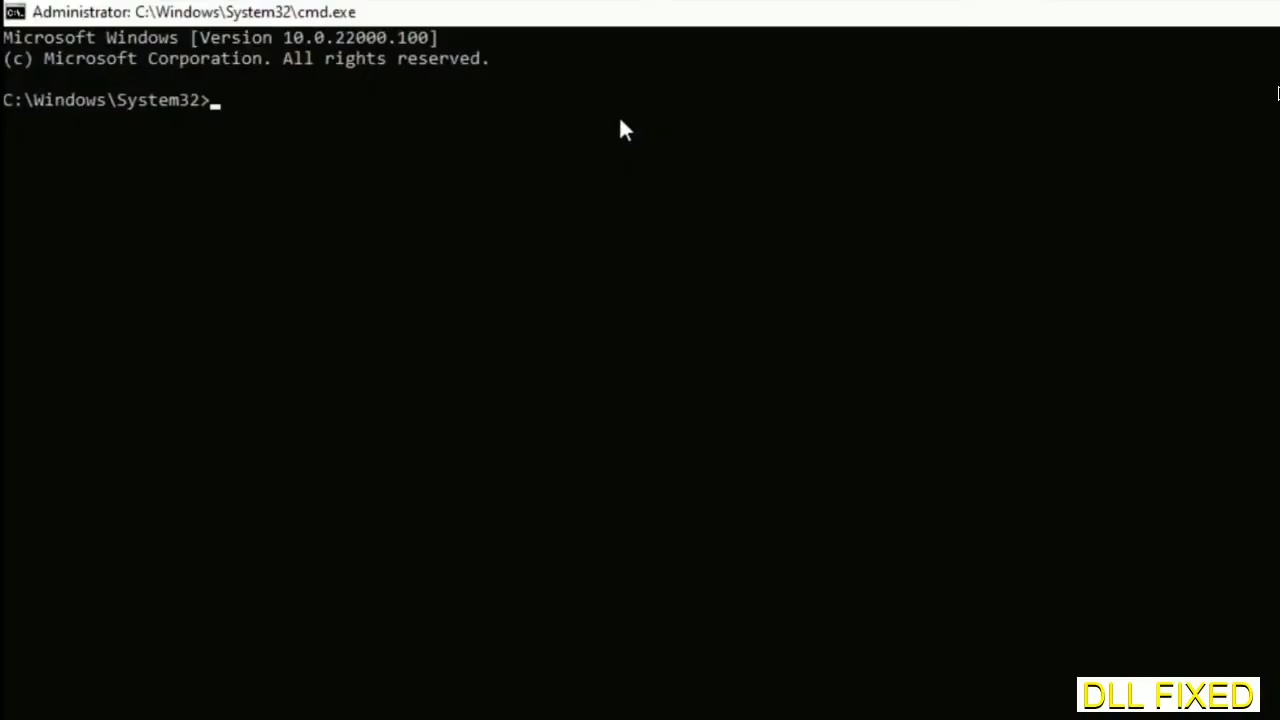 Administrator: C:\Windows\System32\cmd.exe
Microsoft Windows [Version 10.0.22000.100]
(c) Microsoft Corporation. All rights reserved.
C:\Windows\System32>
DLL FIXED